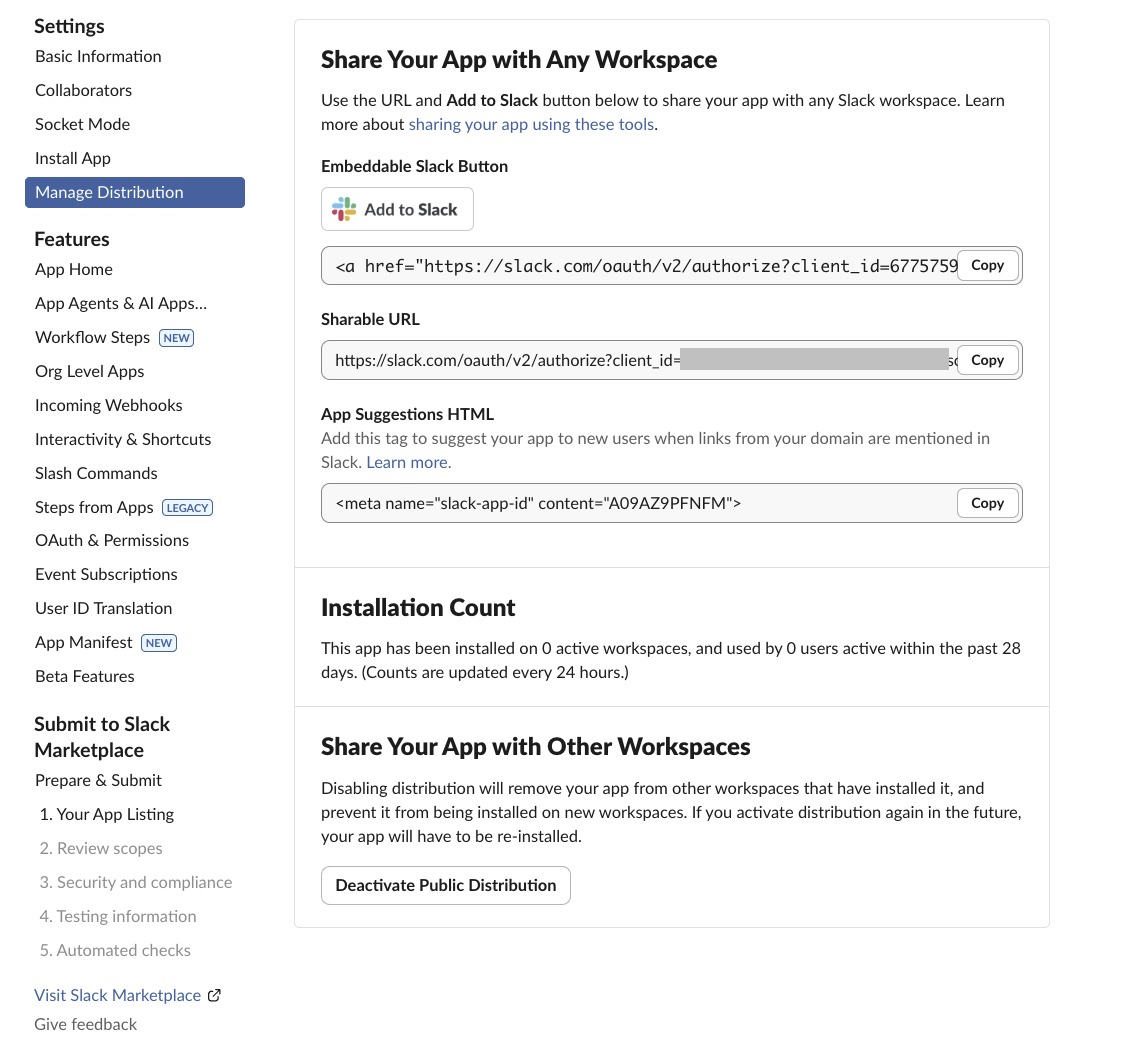 Settings
Basic Information
Collaborators
Socket Mode
Install App
Manage Distribution
Features
App Home
App Agents & AI Apps...
Workflow Steps NEW
Org Level Apps
Incoming Webhooks
Interactivity & Shortcuts
Slash Commands
Steps from Apps LEGACY
OAuth & Permissions
Event Subscriptions
User ID Translation
App Manifest NEW
Beta Features
Submit to Slack
Marketplace
Prepare & Submit
1. Your App Listing
2. Review scopes
3. Security and compliance
4. Testing information
5. Automated checks
Visit Slack Marketplace
Give feedback
Share Your App with Any Workspace
Use the URL and Add to Slack button below to share your app with any Slack workspace. Learn
more about sharing your app using these tools.
Embeddable Slack Button
Add to Slack
<a href="https://slack.com/oauth/v2/authorize?client_id=6775759 Copy
Sharable URL
https://slack.com/oauth/v2/authorize?client_id= Copy
App Suggestions HTML
Add this tag to suggest your app to new users when links from your domain are mentioned in
Slack. Learn more.
<meta name="slack-app-id" content="A09AZ9PFNFM"> Copy
Installation Count
This app has been installed on 0 active workspaces, and used by 0 users active within the past 28
days. (Counts are updated every 24 hours.)
Share Your App with Other Workspaces
Disabling distribution will remove your app from other workspaces that have installed it, and
prevent it from being installed on new workspaces. If you activate distribution again in the future,
your app will have to be re-installed.
Deactivate Public Distribution